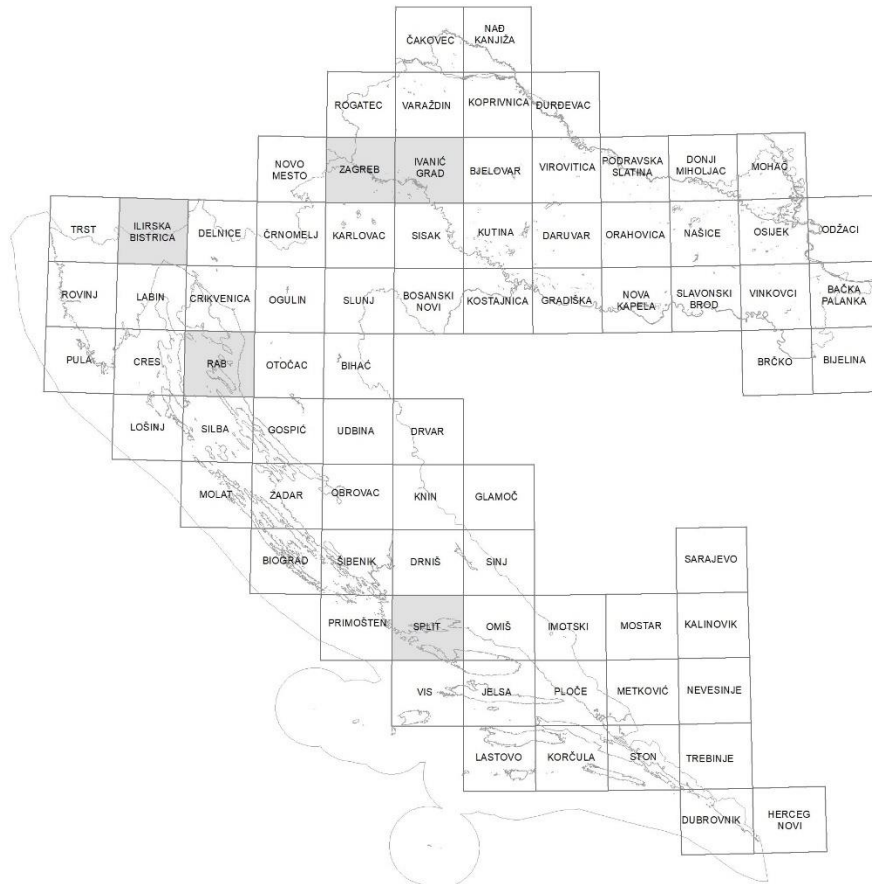 ČAKOVEC
NAĐ
KANJIŽA
ROGATEC
VARAŽDIN
KOPRIVNICA
ĐURĐEVAC
NOVO
MESTO
ZAGREB
IVANIĆ
GRAD
BJELOVAR
VIROVITICA
PODRAVSKA
SLATINA
DONJI
MIHOLJAC
MOHAČ
TRST
ILIRSKA
BISTRICA
DELNICE
ČRNOMELJ
KARLOVAC
SISAK
KUTINA
DARUVAR
ORAHOVICA
NAŠICE
OSIJEK
ODŽACI
ROVINJ
LABIN
CRIKVENICA
OGULIN
SLUNJ
BOSANSKI
NOVI
KOSTAJNICA
GRADIŠKA
NOVA
KAPELA
SLAVONSKI
BROD
VINKOVCI
BAČKA
PALANKA
PULA
CRES
RAB
OTOČAC
BIHAĆ
BRČKO
BIJELINA
LOŠINJ
SILBA
GOSPIĆ
UDBINA
DRVAR
MOLAT
ZADAR
OBROVAC
KNIN
GLAMOČ
BIOGRAD
ŠIBENIK
DRNIŠ
SINJ
SARAJEVO
PRIMOŠTEN
SPLIT
OMIŠ
IMOTSKI
MOSTAR
KALINOVIK
VIS
JELSA
PLOČE
METKOVIĆ
NEVESINJE
LASTOVO
KORČULA
STON
TREBINJE
DUBROVNIK
HERCEG
NOVI